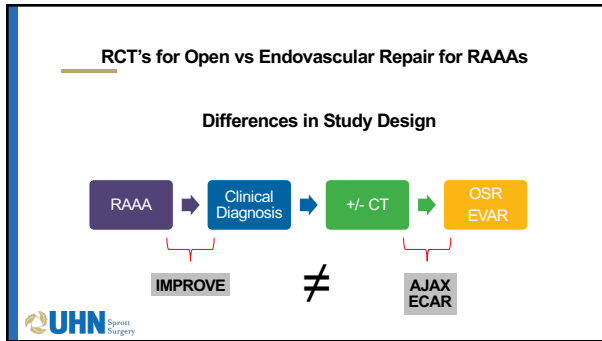 RCT's for Open vs Endovascular Repair for RAAAs
Differences in Study Design
RAAA
Clinical
Diagnosis
+/- CT
OSR
EVAR
IMPROVE
≠
AJAX
ECAR
UHN Sprott
Surgery